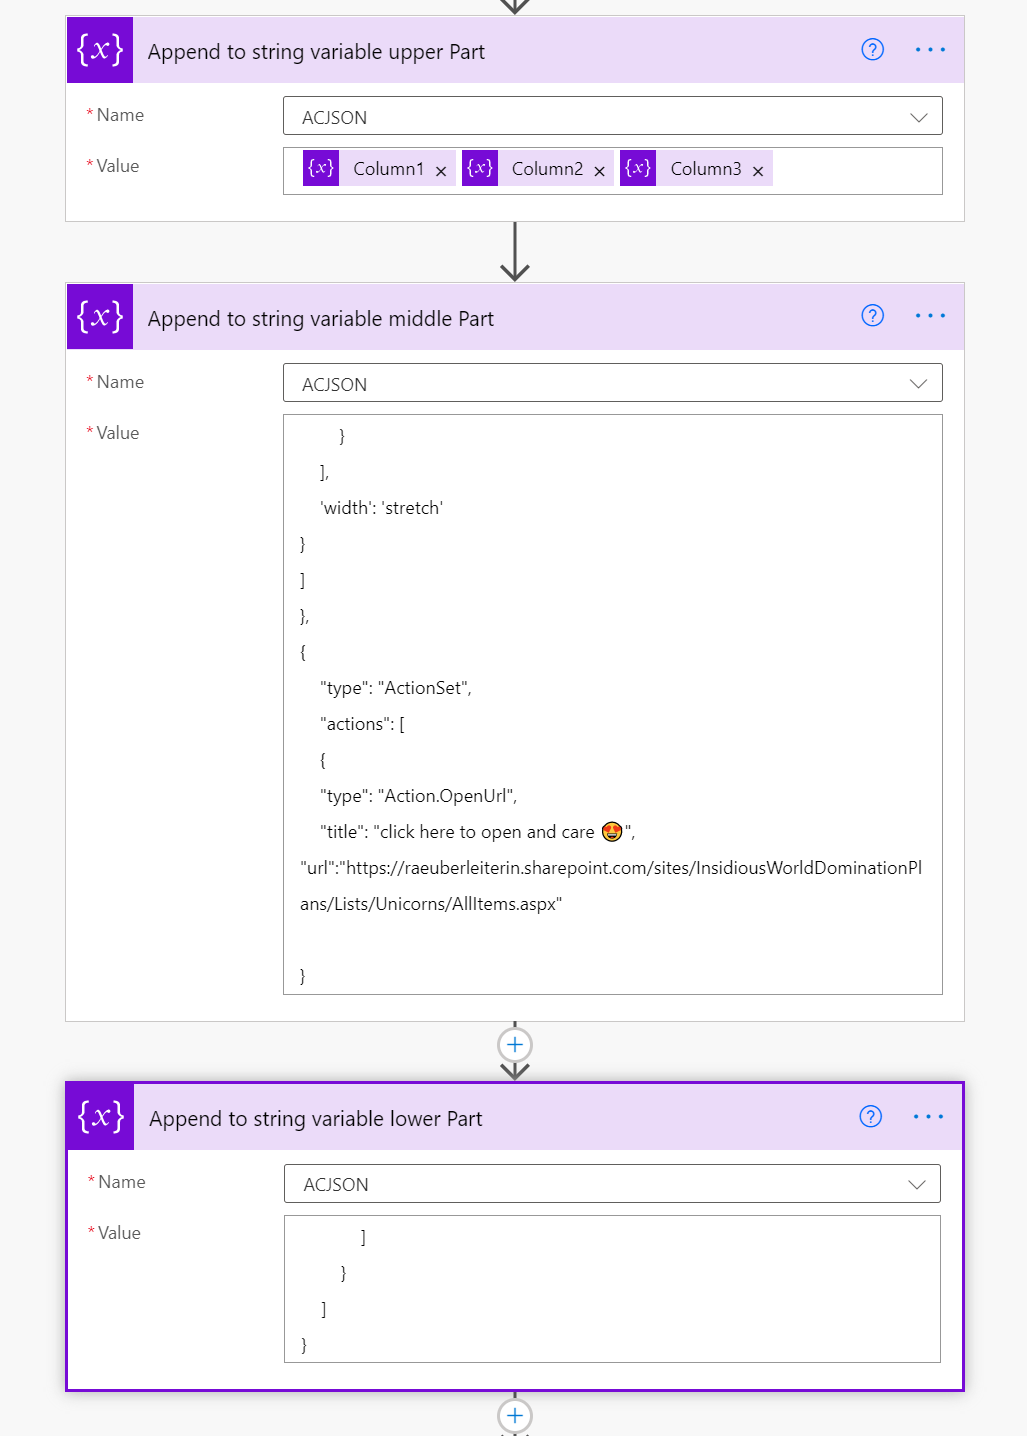 {x} Append to string variable upper Part ? ···
*Name ACJSON
*Value {x} Column1 × {x} Column2 × {x} Column3 ×
{x} Append to string variable middle Part ? ···
*Name ACJSON
*Value
}
],
'width': 'stretch'
}
]
},
{
"type": "ActionSet",
"actions": [
{
"type": "Action.OpenUrl",
"title": "click here to open and care 😍",
"url":"https://raeuberleiterin.sharepoint.com/sites/InsidiousWorldDominationPl
ans/Lists/Unicorns/AllItems.aspx"
}
+
{x} Append to string variable lower Part ? ···
*Name ACJSON
*Value
]
}
]
}
+